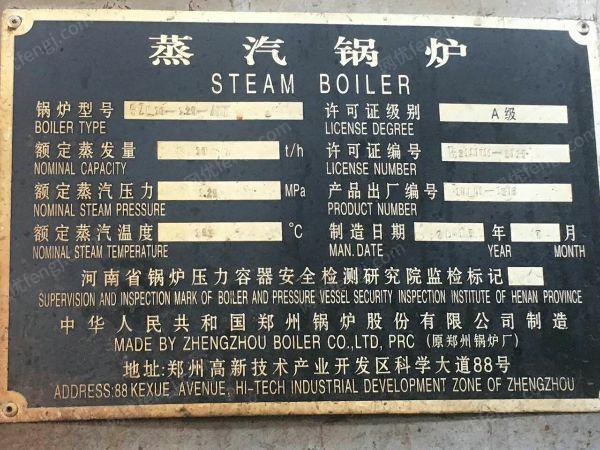 蒸汽锅炉
STEAM BOILER
锅炉型号
BOILER TYPE
许可证级别 A级
LICENSE DEGREE
额定蒸发量 t/h
NOMINAL CAPACITY
许可证编号
LICENSE NUMBER
额定蒸汽压力 MPa
NOMINAL STEAM PRESSURE
产品出厂编号
PRODUCT NUMBER
额定蒸汽温度 ℃
NOMINAL STEAM TEMPERATURE
制造日期 年 月
MAN.DATE YEAR MONTH
河南省锅炉压力容器安全检测研究院监检标记
SUPERVISION AND INSPECTION MARK OF BOILER AND PRESSURE VESSEL SECURITY INSPECTION INSTITUTE OF HENAN PROVINCE
中华人民共和国郑州锅炉股份有限公司制造
MADE BY ZHENGZHOU BOILER CO.,LTD, PRC (原郑州锅炉厂)
地址:郑州高新技术产业开发区科学大道88号
ADDRESS:88 KEXUE AVENUE, HI-TECH INDUSTRIAL DEVELOPMENT ZONE OF ZHENGZHOU